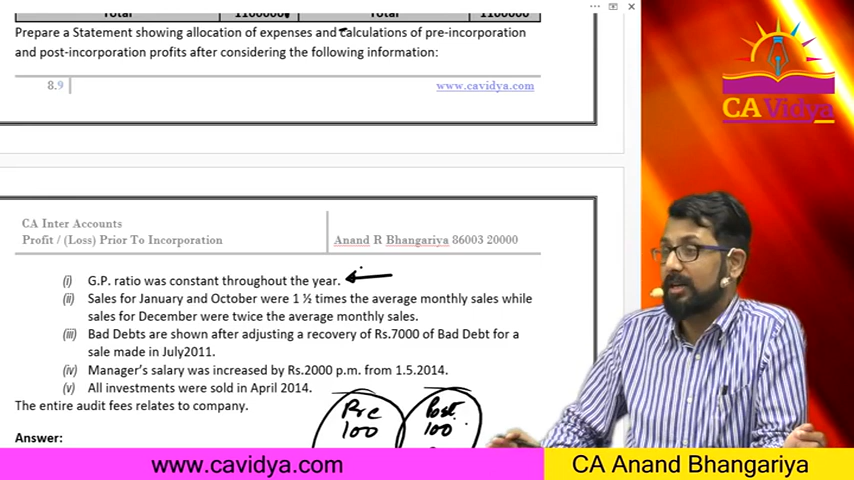 Total 1100000 Total 1100000
Prepare a Statement showing allocation of expenses and calculations of pre-incorporation
and post-incorporation profits after considering the following information:
8.9 www.cavidya.com
CA Vidya
CA Inter Accounts
Profit / (Loss) Prior To Incorporation Anand R Bhangariya 86003 20000
(i) G.P. ratio was constant throughout the year.
(ii) Sales for January and October were 1 ½ times the average monthly sales while
sales for December were twice the average monthly sales.
(iii) Bad Debts are shown after adjusting a recovery of Rs.7000 of Bad Debt for a
sale made in July2011.
(iv) Manager's salary was increased by Rs.2000 p.m. from 1.5.2014.
(v) All investments were sold in April 2014.
The entire audit fees relates to company.
Pre Post
100 100
Answer:
www.cavidya.com CA Anand Bhangariya